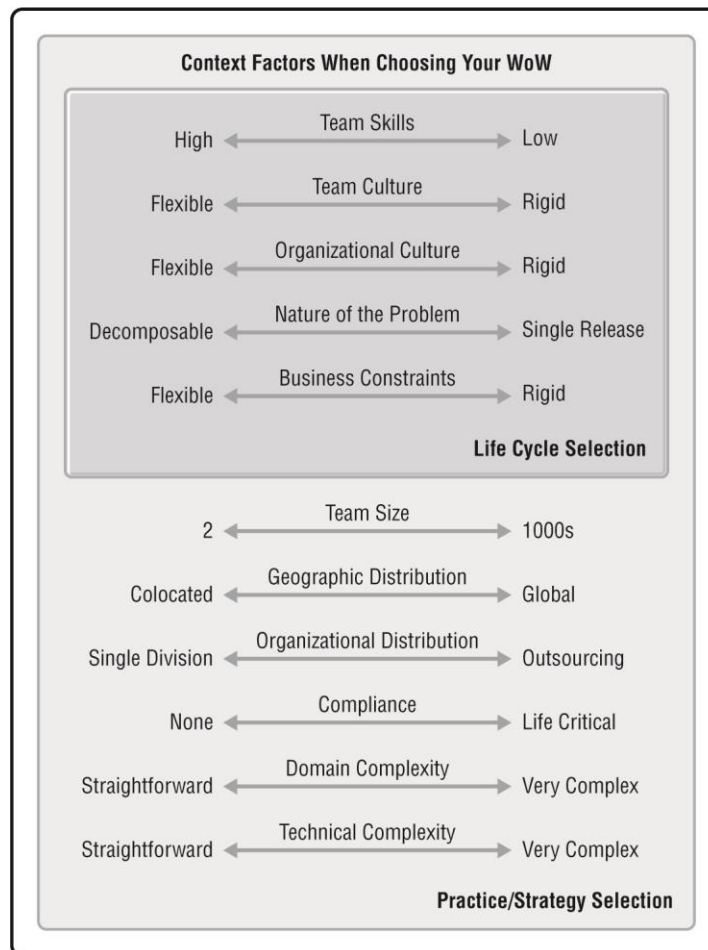 Context Factors When Choosing Your WoW
Team Skills
High Low
Team Culture
Flexible Rigid
Organizational Culture
Flexible Rigid
Nature of the Problem
Decomposable Single Release
Business Constraints
Flexible Rigid
Life Cycle Selection
Team Size
2 1000s
Geographic Distribution
Colocated Global
Organizational Distribution
Single Division Outsourcing
Compliance
None Life Critical
Domain Complexity
Straightforward Very Complex
Technical Complexity
Straightforward Very Complex
Practice/Strategy Selection